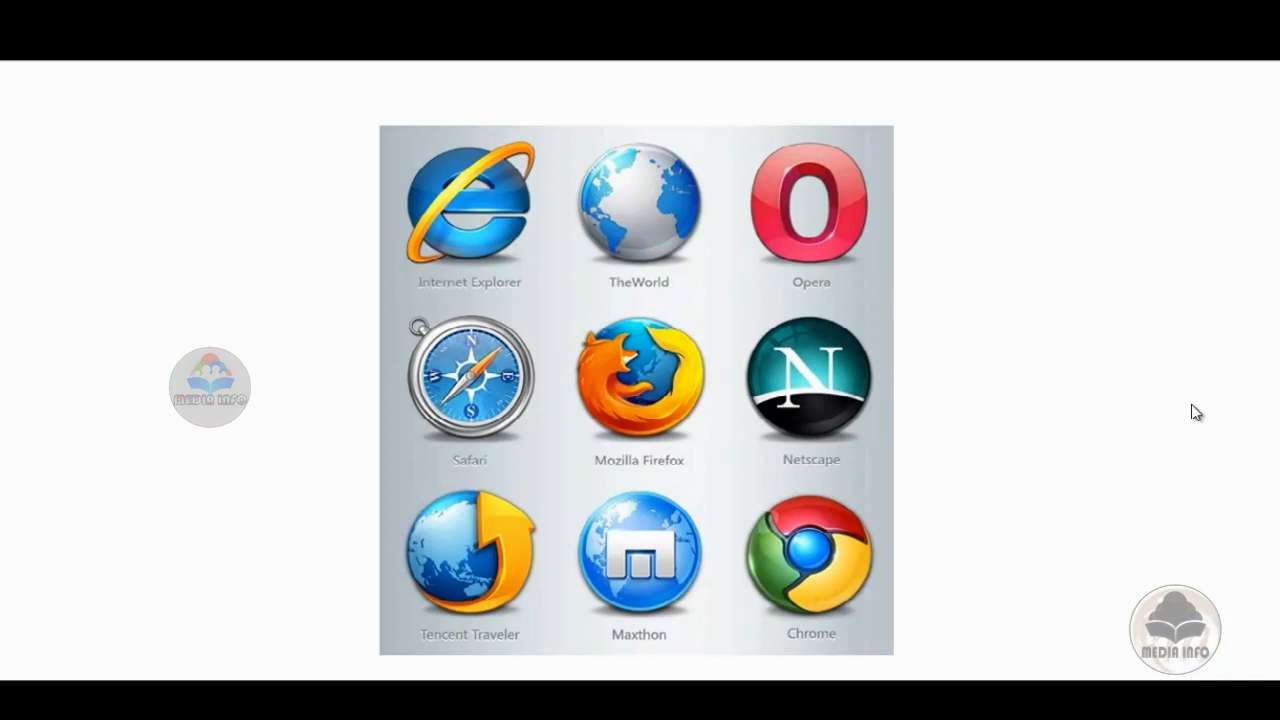 Internet Explorer
TheWorld
Opera
N
W
E
S
Safari
Mozilla Firefox
N
Netscape
Tencent Traveler
Maxthon
Chrome
MEDIA INFO
MEDIA INFO